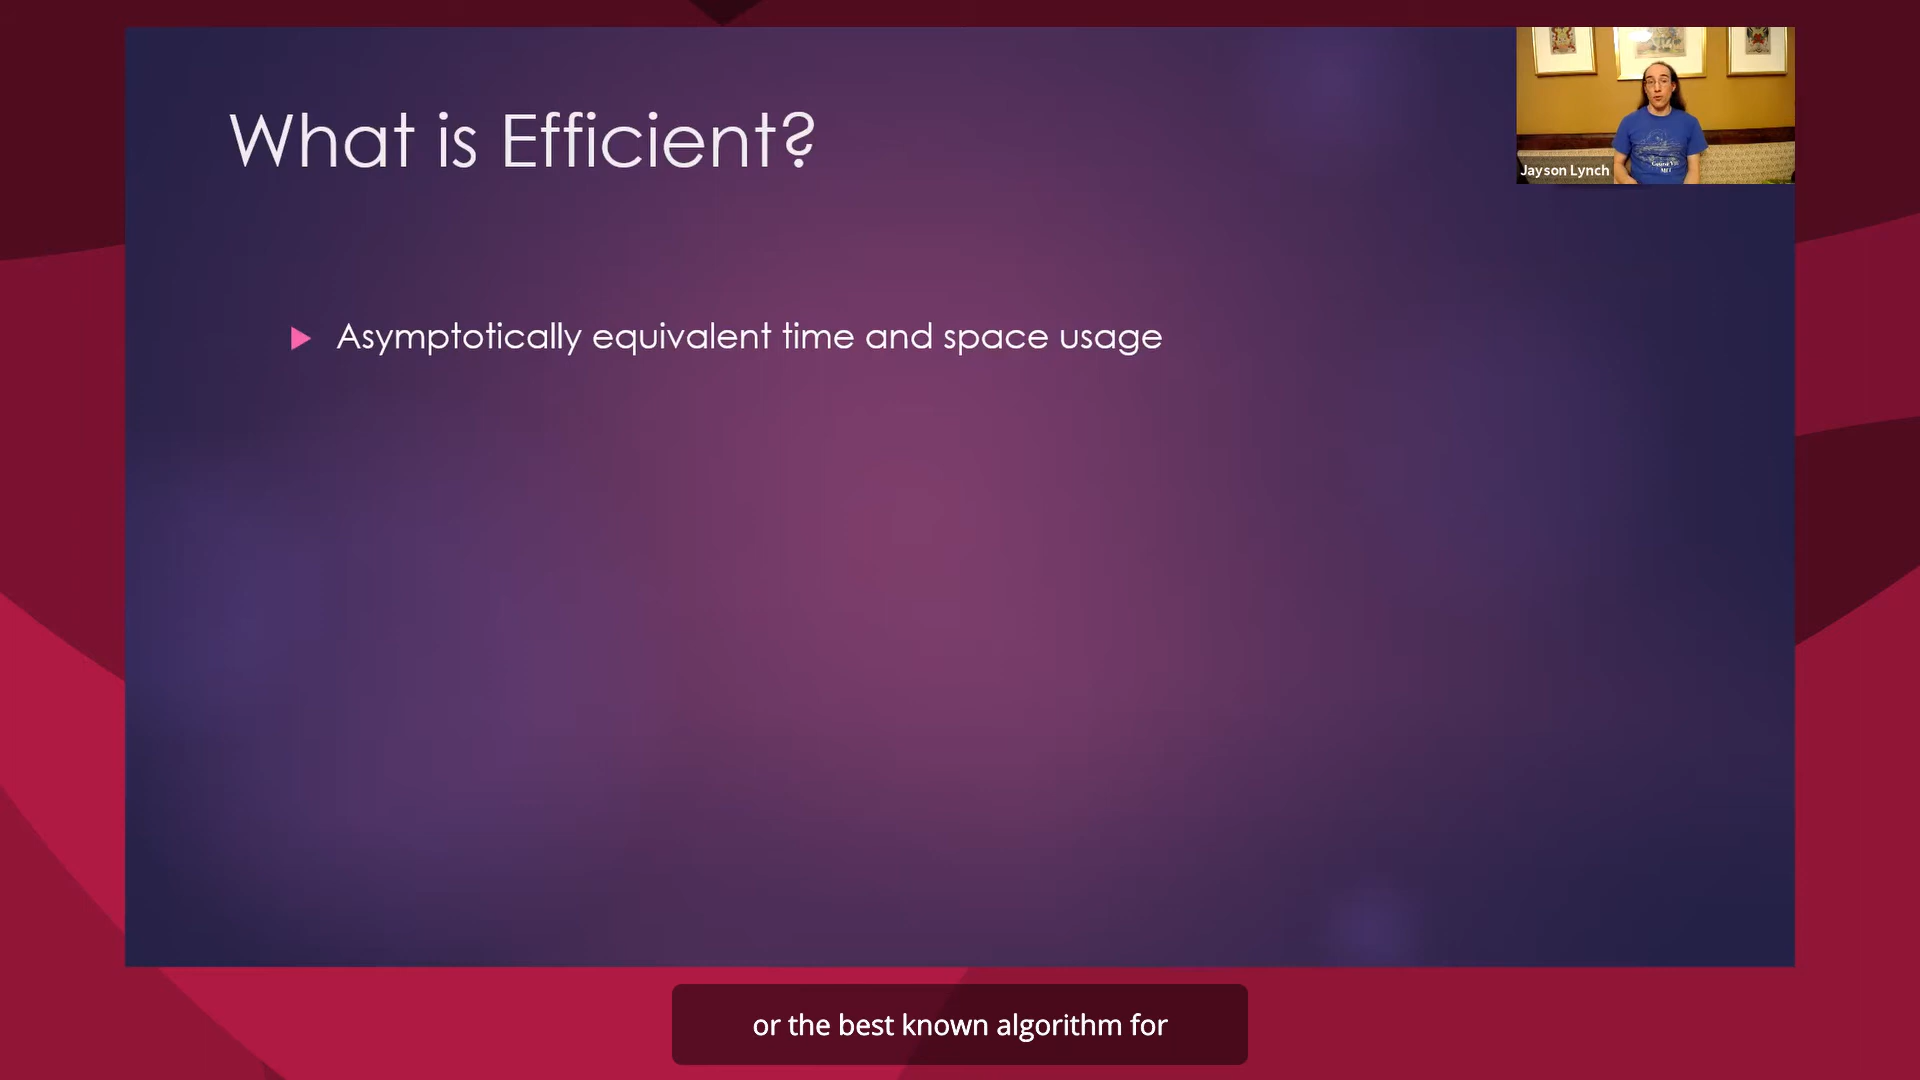 What is Efficient?
Jayson Lynch
Asymptotically equivalent time and space usage
or the best known algorithm for